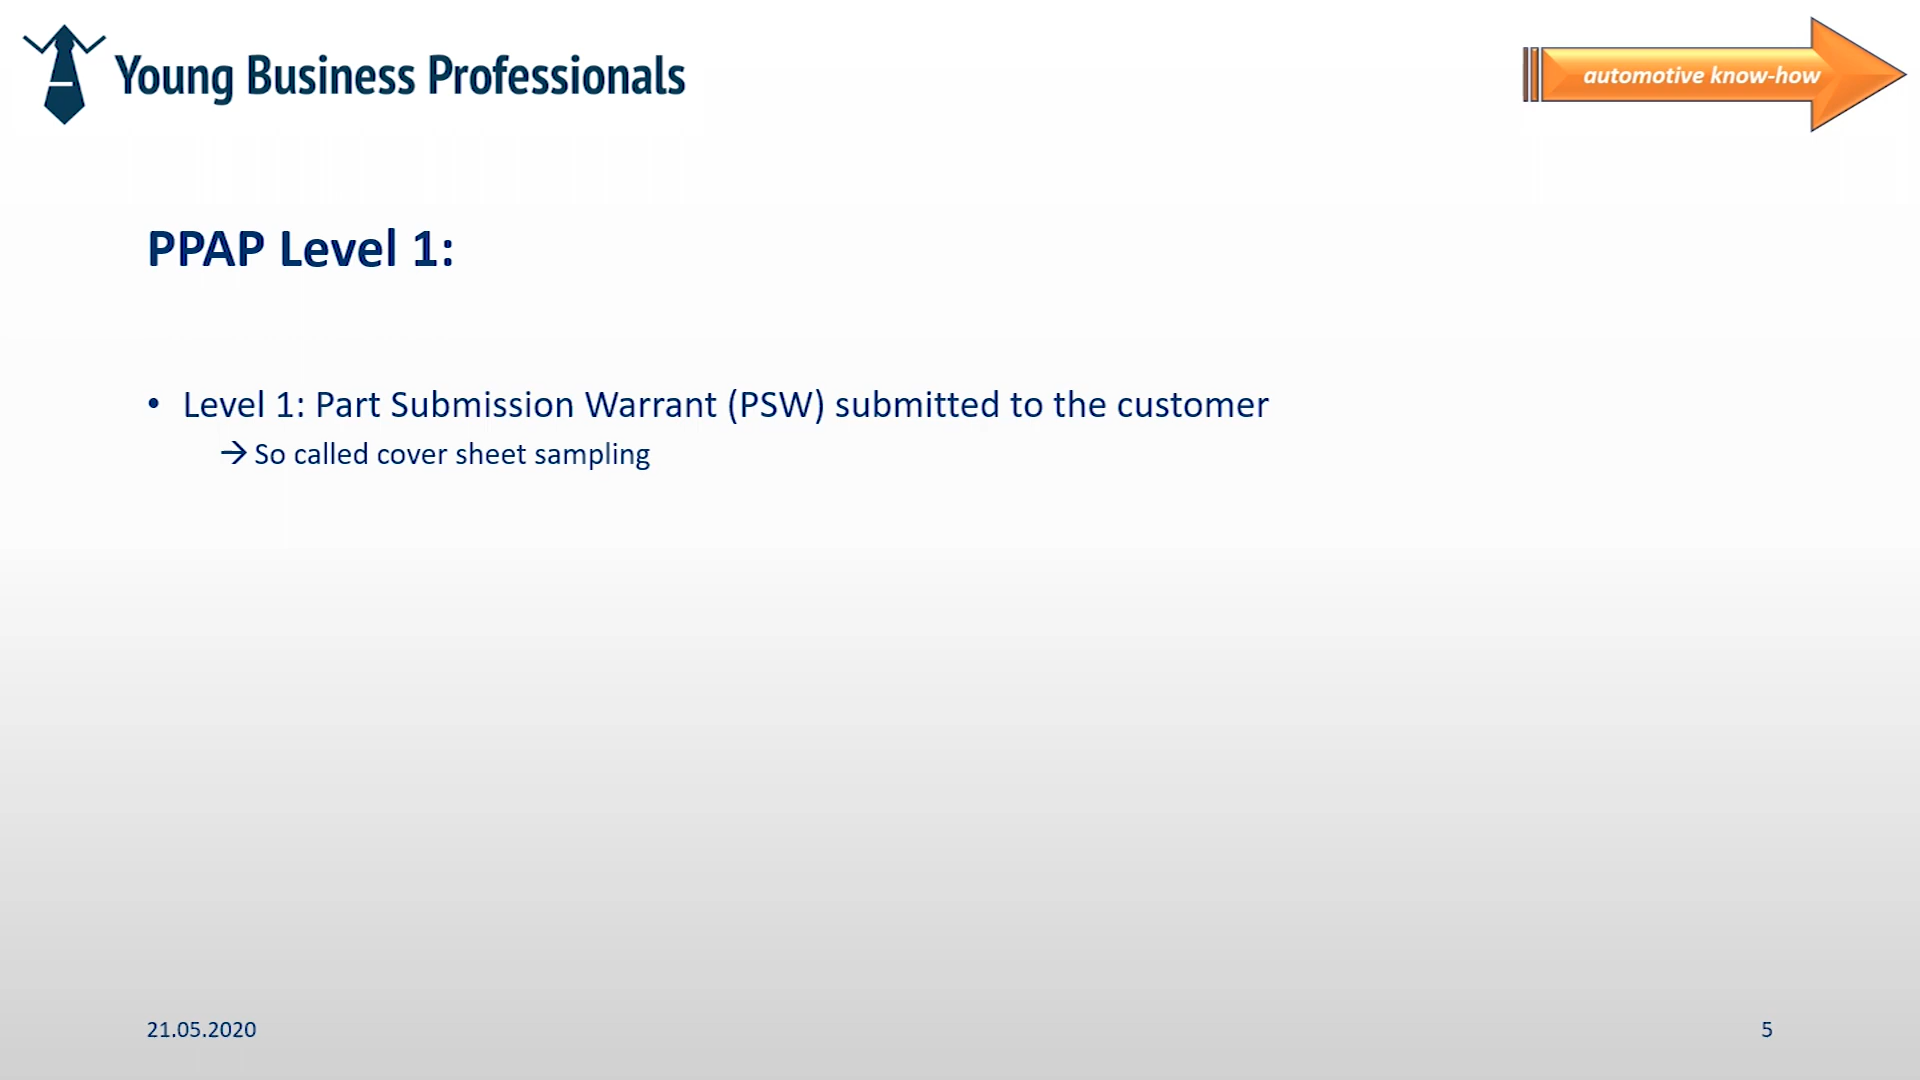 Young Business Professionals
automotive know-how
PPAP Level 1:
• Level 1: Part Submission Warrant (PSW) submitted to the customer
→ So called cover sheet sampling
21.05.2020
5